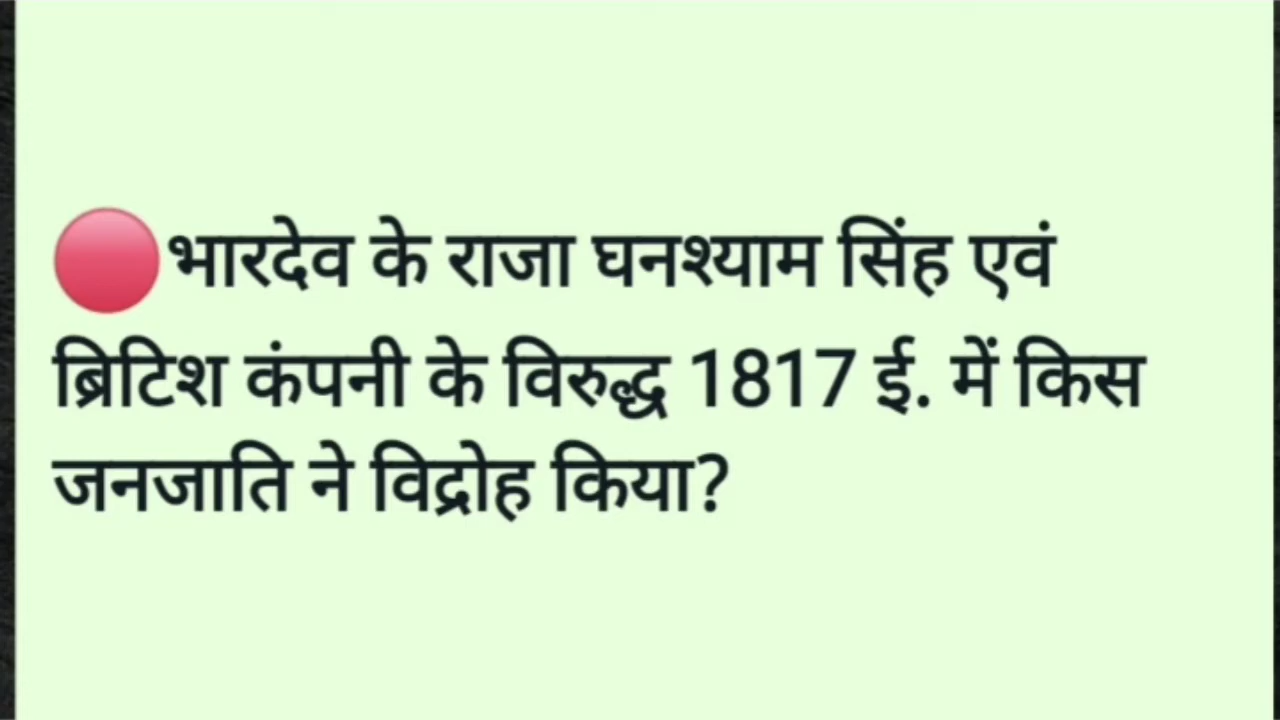 भारदेव के राजा घनश्याम सिंह एवं
ब्रिटिश कंपनी के विरुद्ध 1817 ई. में किस
जनजाति ने विद्रोह किया?